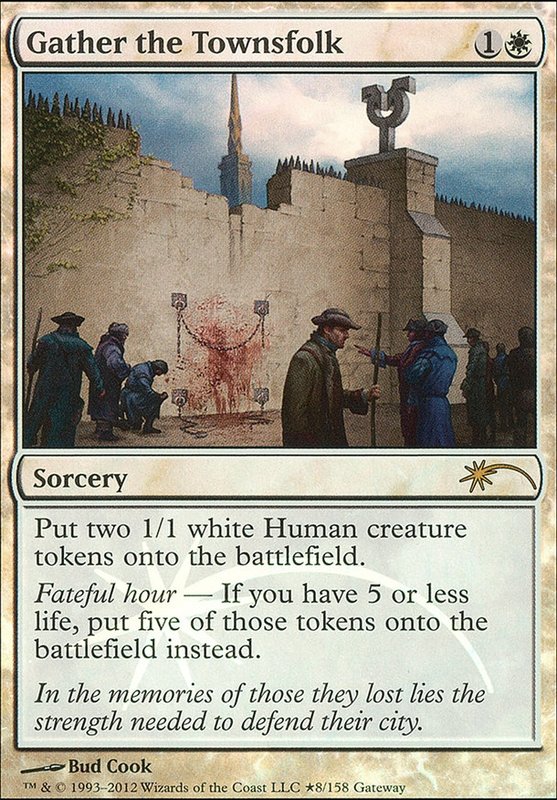 Gather the Townsfolk 1
Sorcery
Put two 1/1 white Human creature
tokens onto the battlefield.
Fateful hour — If you have 5 or less
life, put five of those tokens onto the
battlefield instead.
In the memories of those they lost lies the
strength needed to defend their city.
Bud Cook
™ & © 1993–2012 Wizards of the Coast LLC ★8/158 Gateway